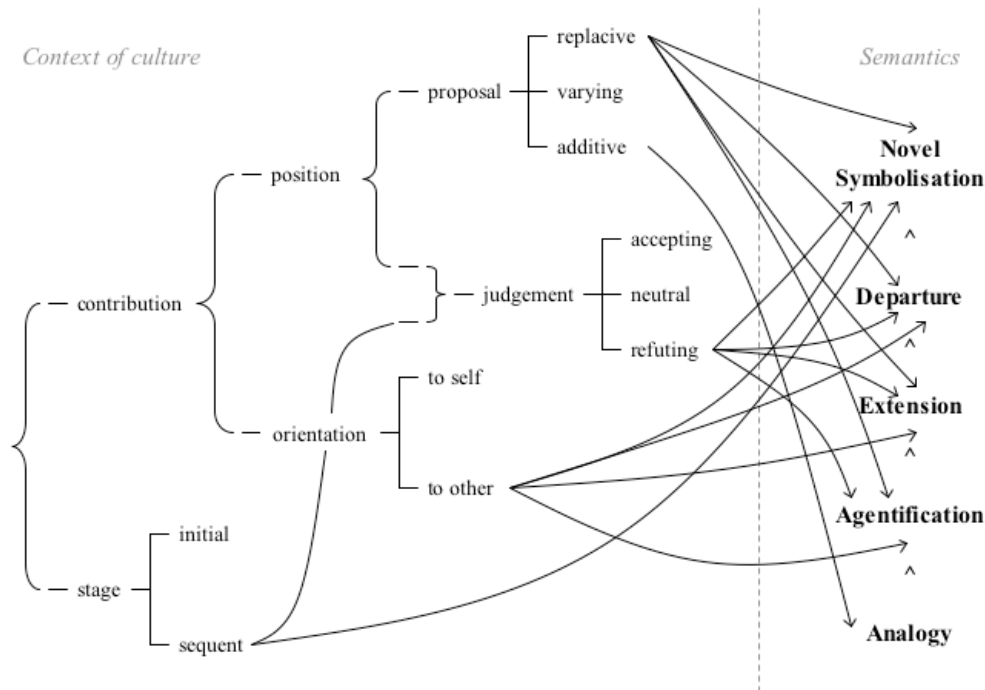 Context of culture
Semantics
replacive
proposal
varying
additive
position
Novel
Symbolisation
^
accepting
contribution
judgement
neutral
Departure
refuting
^
to self
Extension
orientation
^
to other
Agentification
initial
^
stage
sequent
Analogy